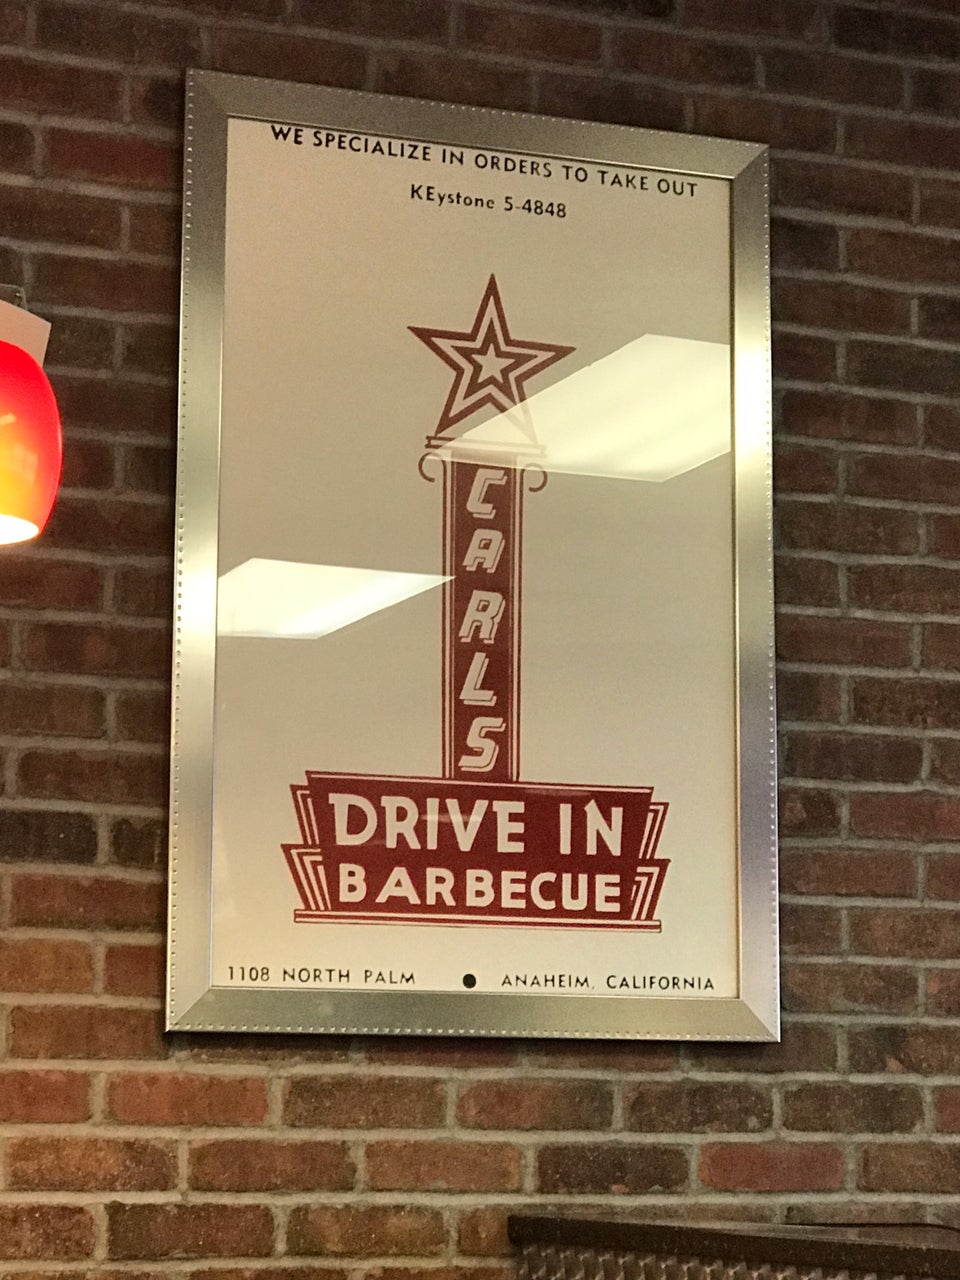 WE SPECIALIZE IN ORDERS TO TAKE OUT
KEystone 5-4848
CARLS
DRIVE IN
BARBECUE
1108 NORTH PALM ● ANAHEIM, CALIFORNIA